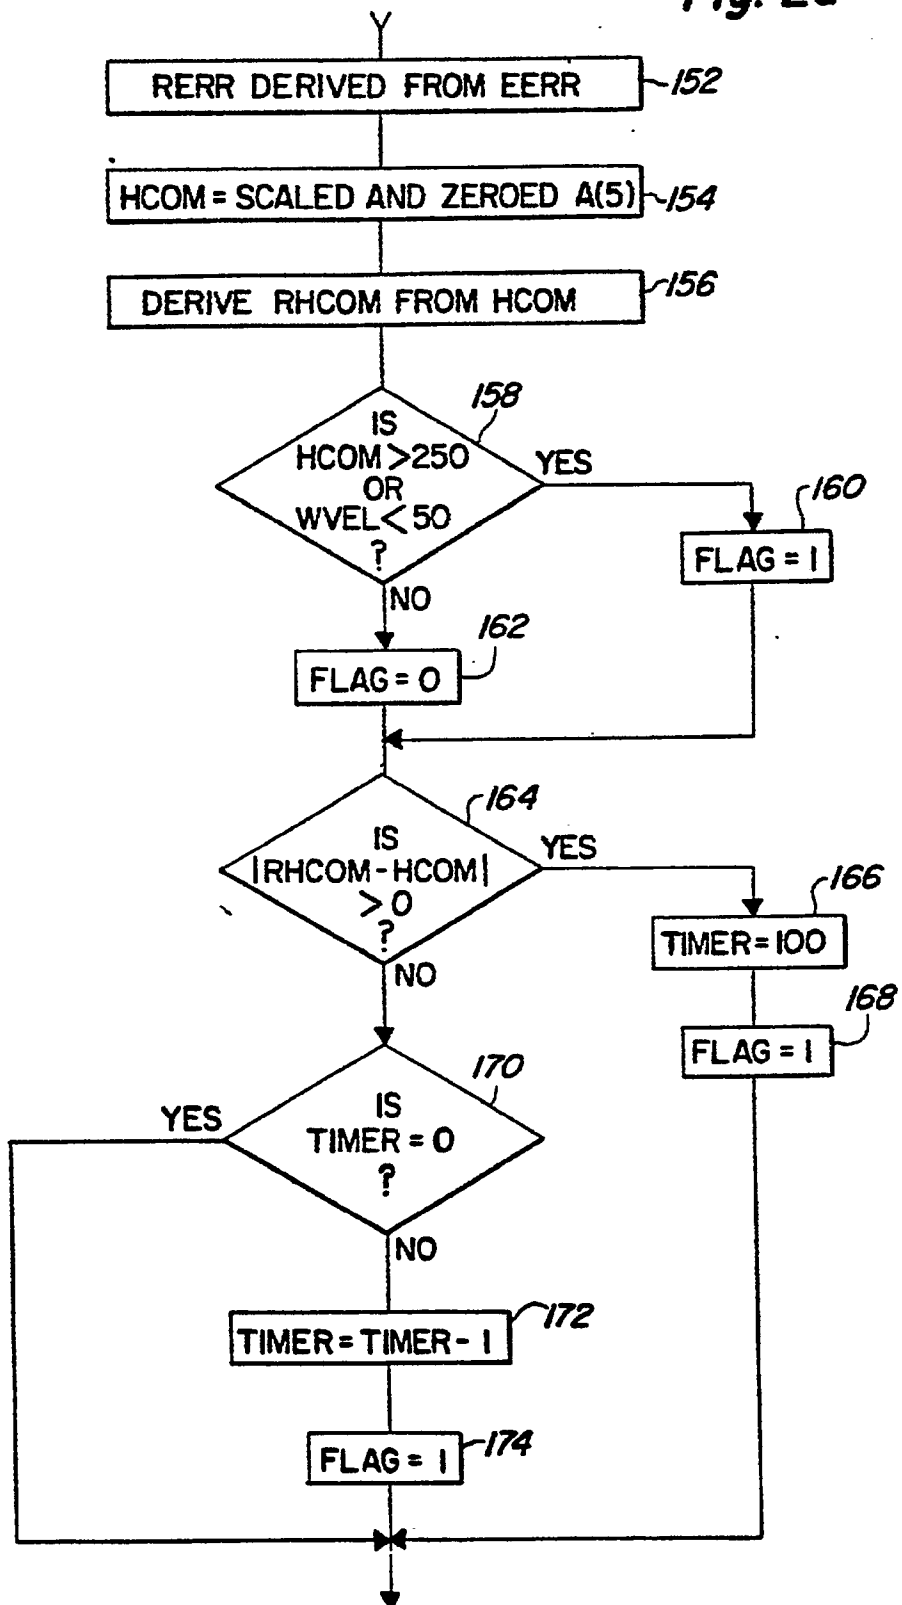 RERR DERIVED FROM EERR
152
HCOM = SCALED AND ZEROED A(5)
154
DERIVE RHCOM FROM HCOM
156
158
IS
HCOM >250
OR
WVEL < 50
?
YES
NO
160
FLAG = 1
162
FLAG = 0
164
IS
|RHCOM - HCOM|
> 0
?
YES
NO
166
TIMER = 100
168
FLAG = 1
170
IS
TIMER = 0
?
YES
NO
172
TIMER = TIMER - 1
FLAG = 1
174